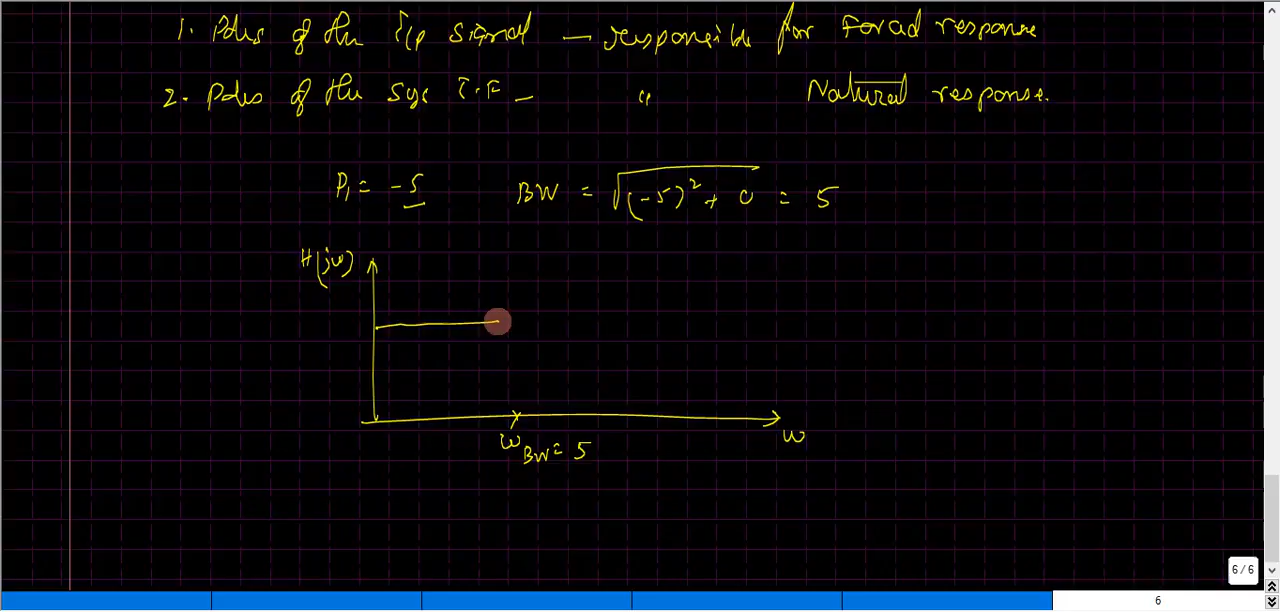 1. Poles of the i/p signal — responsible for Forced response
2. Poles of the sys T.F — " Natural response.
P₁ = -5 BW = √((-5)² + 0) = 5
H(jω)
ω
ω_BW = 5
6 / 6
6